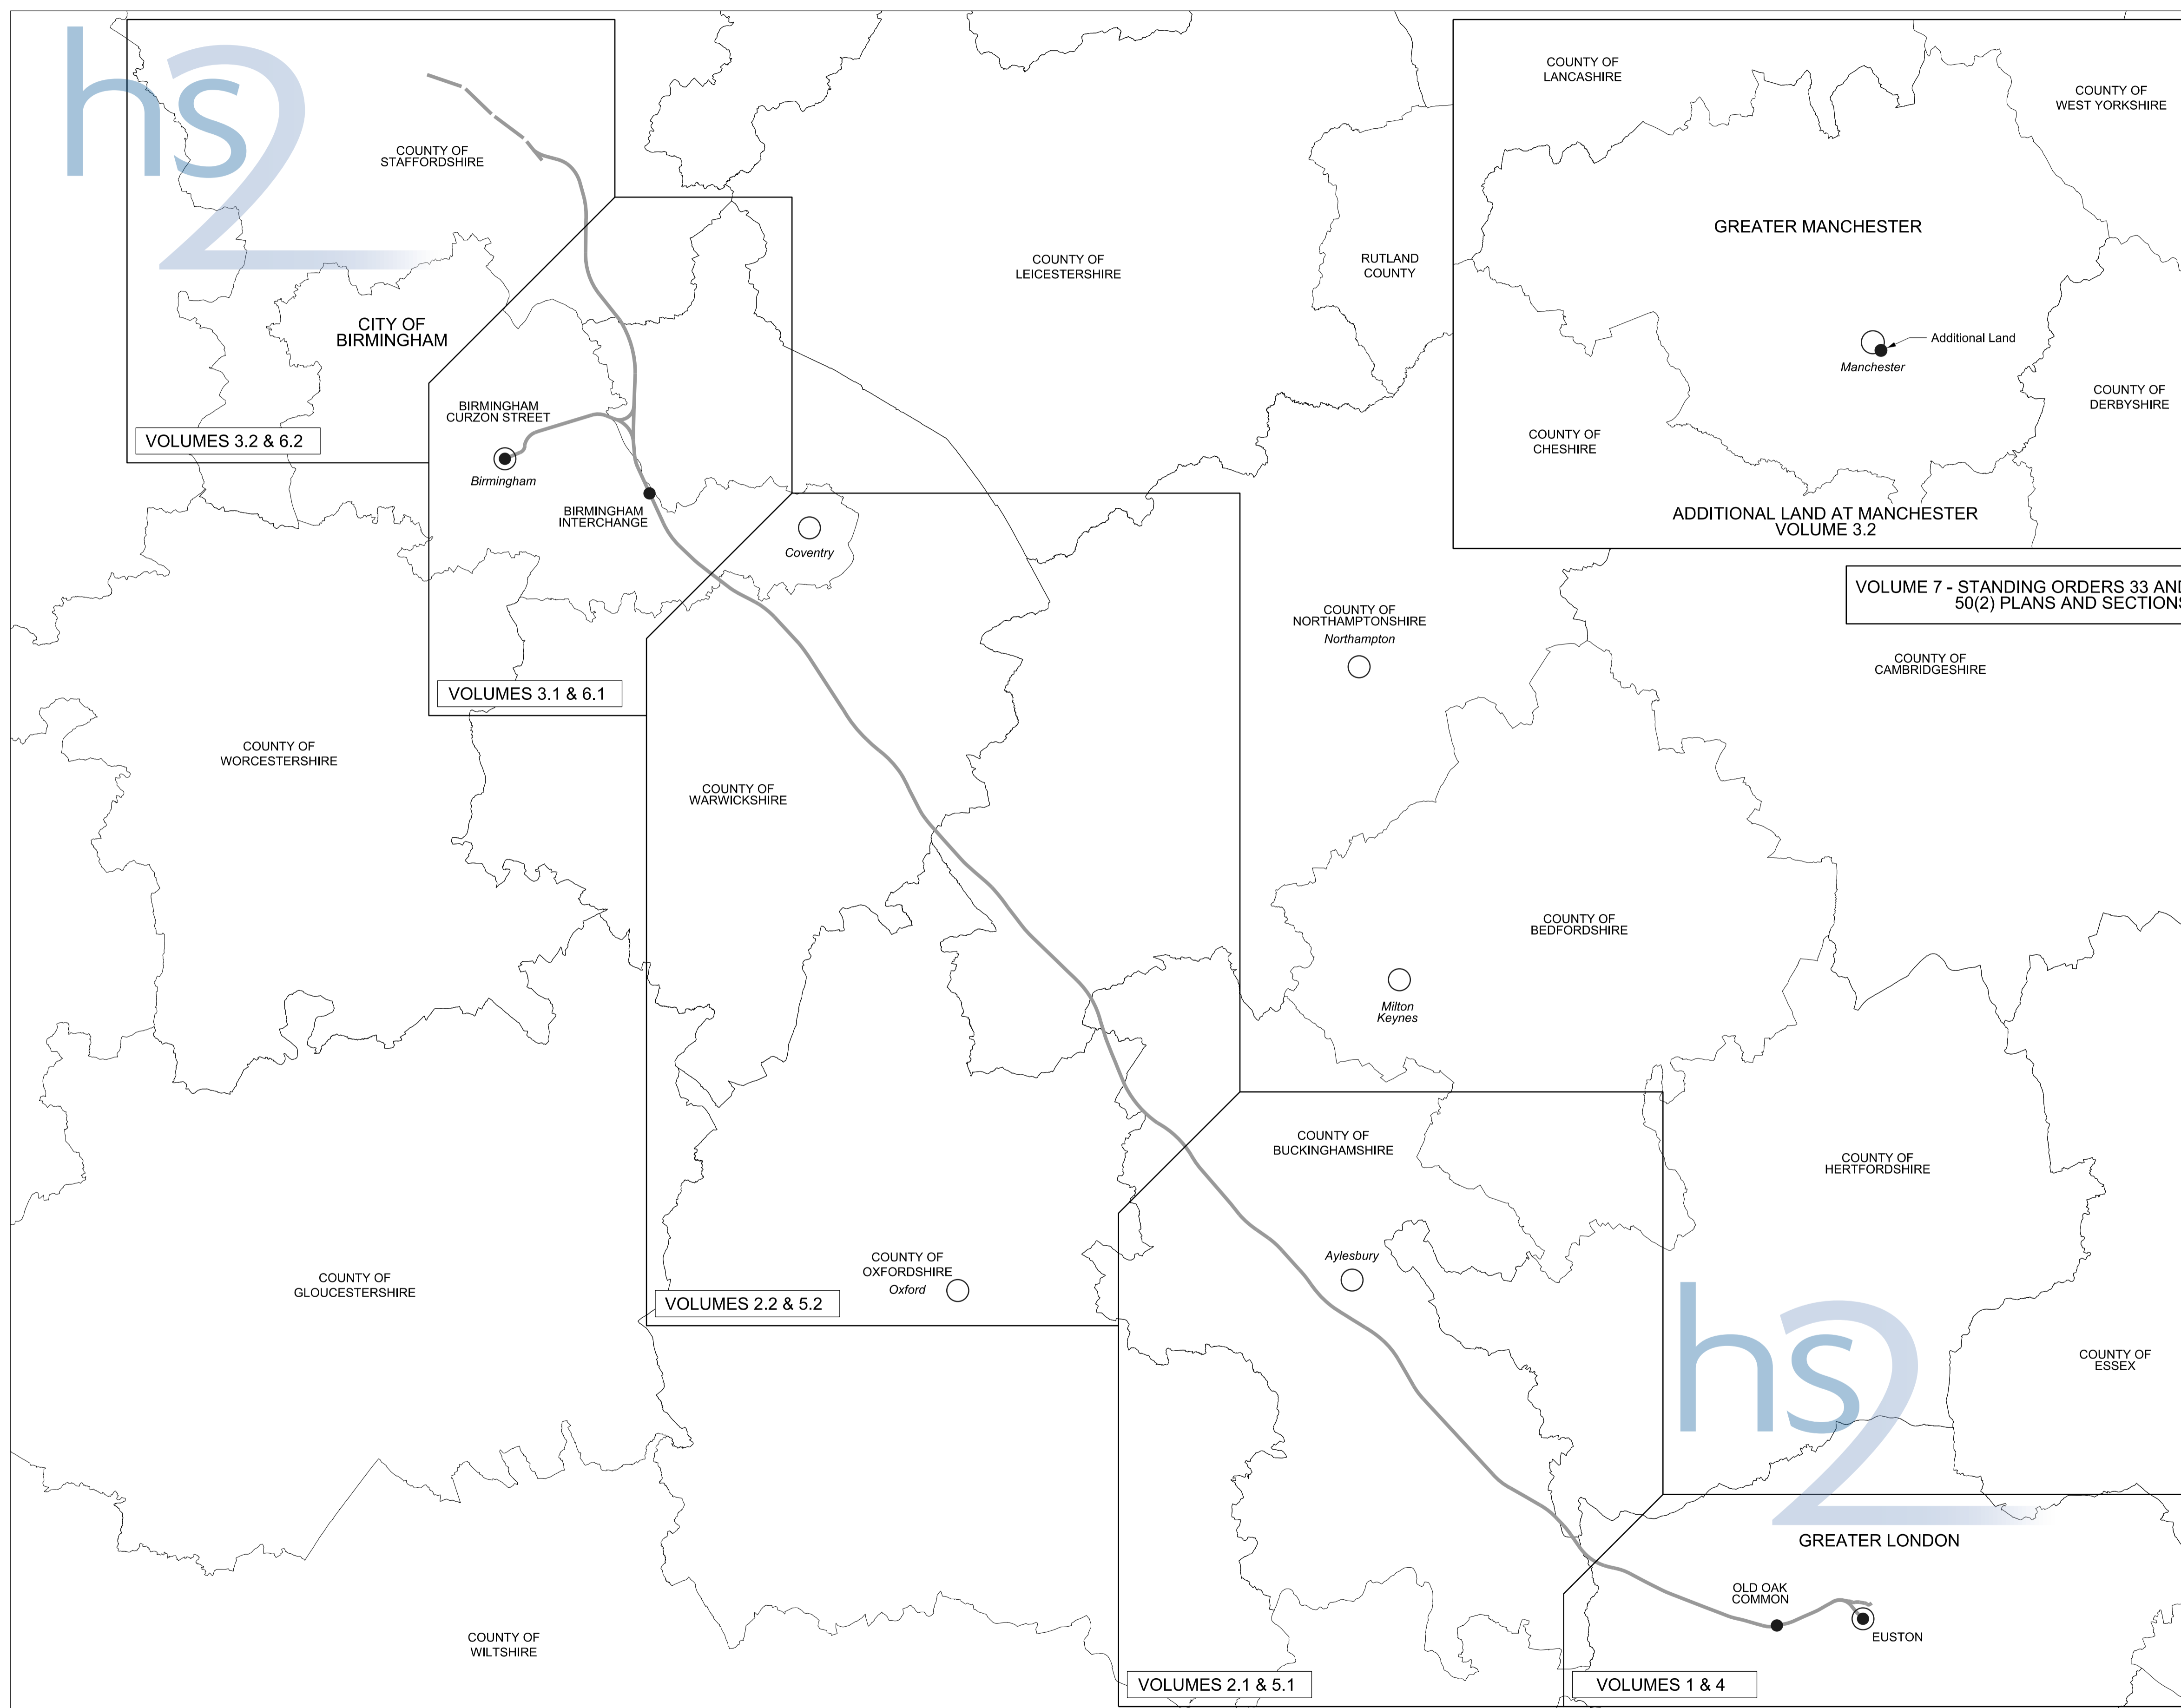 hs2
COUNTY OF
STAFFORDSHIRE
CITY OF
BIRMINGHAM
VOLUMES 3.2 & 6.2
BIRMINGHAM
CURZON STREET
Birmingham
BIRMINGHAM
INTERCHANGE
VOLUMES 3.1 & 6.1
Coventry
COUNTY OF
LEICESTERSHIRE
RUTLAND
COUNTY
COUNTY OF
LANCASHIRE
COUNTY OF
WEST YORKSHIRE
GREATER MANCHESTER
Additional Land
Manchester
COUNTY OF
DERBYSHIRE
COUNTY OF
CHESHIRE
ADDITIONAL LAND AT MANCHESTER
VOLUME 3.2
VOLUME 7 - STANDING ORDERS 33 AND
50(2) PLANS AND SECTIONS
COUNTY OF
NORTHAMPTONSHIRE
Northampton
COUNTY OF
CAMBRIDGESHIRE
COUNTY OF
WORCESTERSHIRE
COUNTY OF
WARWICKSHIRE
COUNTY OF
BEDFORDSHIRE
Milton
Keynes
COUNTY OF
BUCKINGHAMSHIRE
COUNTY OF
HERTFORDSHIRE
COUNTY OF
GLOUCESTERSHIRE
COUNTY OF
OXFORDSHIRE
Oxford
VOLUMES 2.2 & 5.2
Aylesbury
hs2
COUNTY OF
ESSEX
GREATER LONDON
OLD OAK
COMMON
EUSTON
COUNTY OF
WILTSHIRE
VOLUMES 2.1 & 5.1
VOLUMES 1 & 4